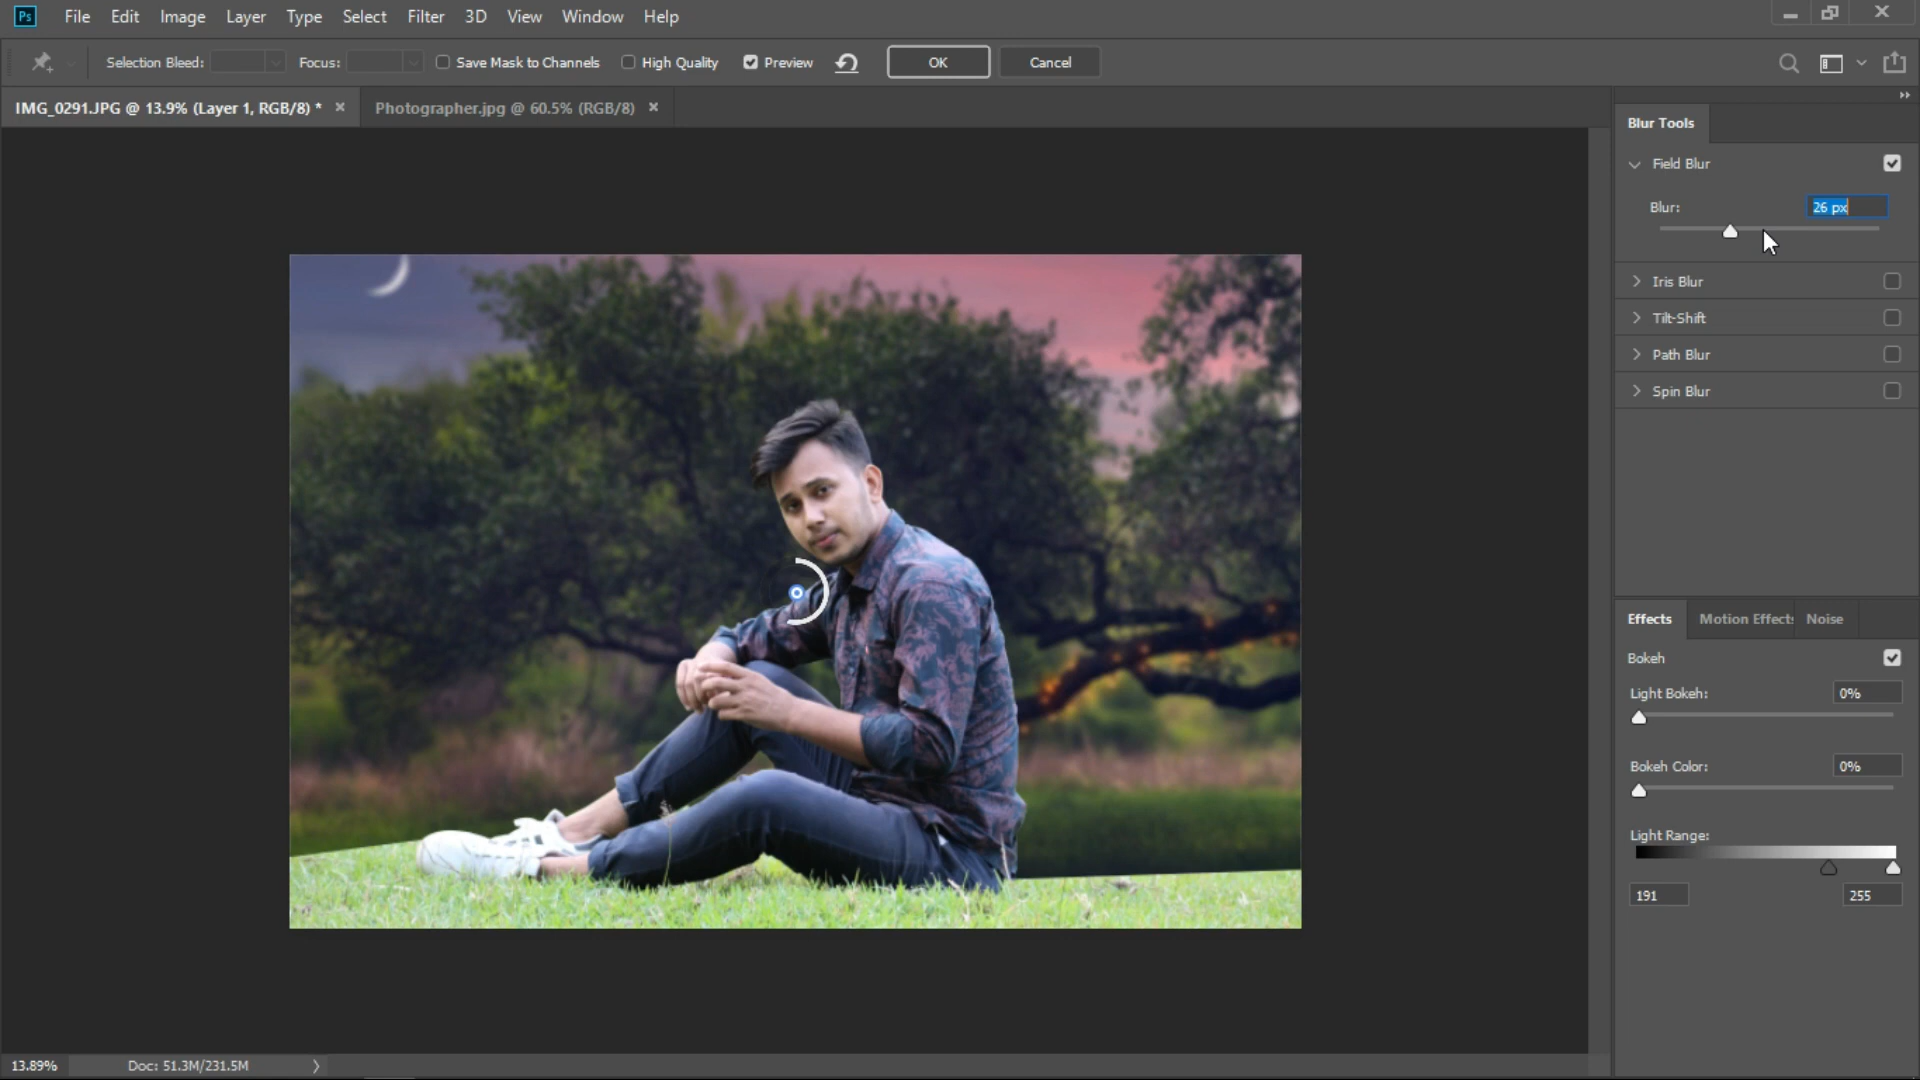 Ps File Edit Image Layer Type Select Filter 3D View Window Help
Selection Bleed: Focus: Save Mask to Channels High Quality Preview OK Cancel
IMG_0291.JPG @ 13.9% (Layer 1, RGB/8) * Photographer.jpg @ 60.5% (RGB/8)
Blur Tools
Field Blur
Blur: 26 px
Iris Blur
Tilt-Shift
Path Blur
Spin Blur
Effects Motion Effects Noise
Bokeh
Light Bokeh: 0%
Bokeh Color: 0%
Light Range:
191 255
13.89% Doc: 51.3M/231.5M